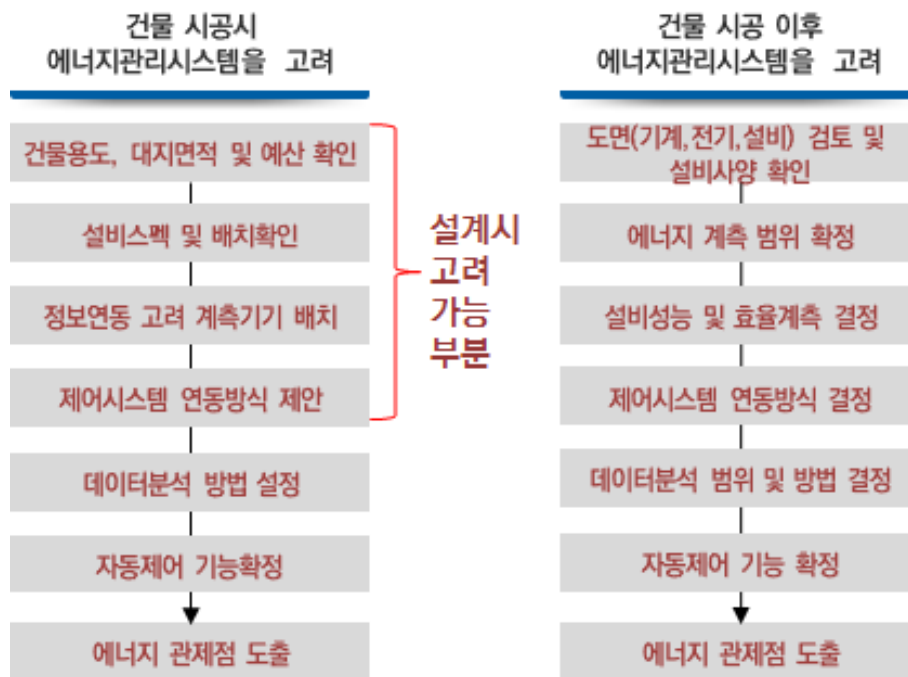 건물 시공시
에너지관리시스템을 고려
건물용도, 대지면적 및 예산 확인
설비스펙 및 배치확인
정보연동 고려 계측기기 배치
제어시스템 연동방식 제안
데이터분석 방법 설정
자동제어 기능확정
에너지 관제점 도출
설계시
고려
가능
부분
건물 시공 이후
에너지관리시스템을 고려
도면(기계,전기,설비) 검토 및
설비사양 확인
에너지 계측 범위 확정
설비성능 및 효율계측 결정
제어시스템 연동방식 결정
데이터분석 범위 및 방법 결정
자동제어 기능 확정
에너지 관제점 도출